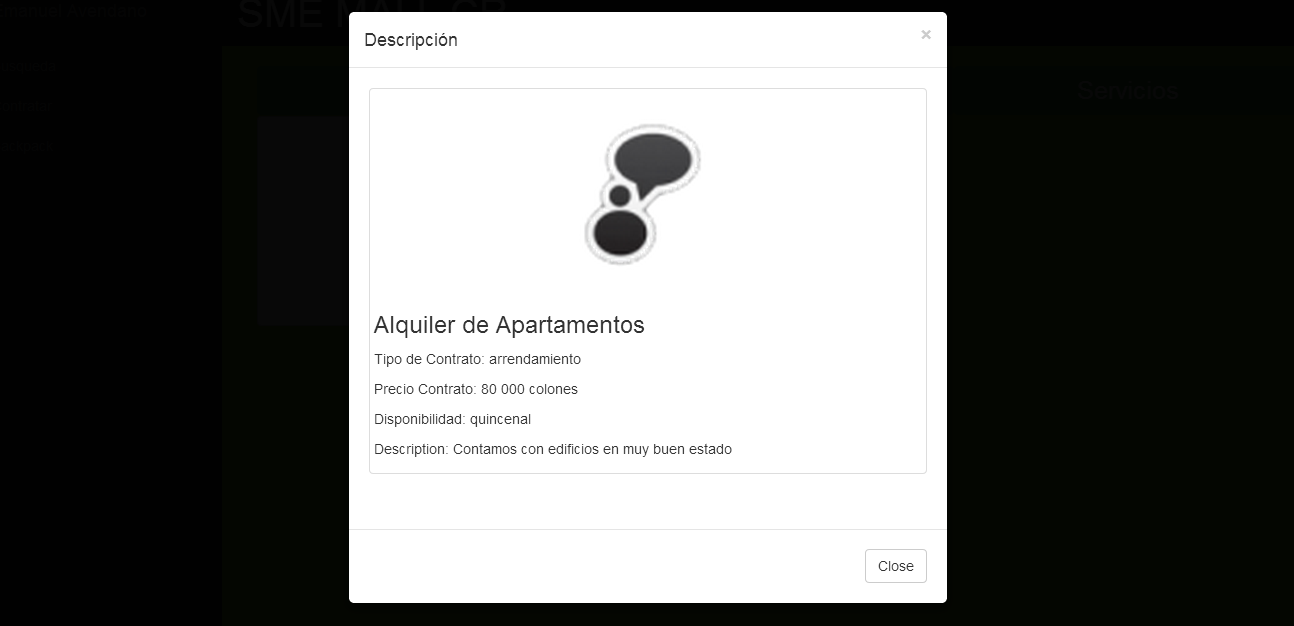 SME MALL CR
Servicios
Descripción
×
Alquiler de Apartamentos
Tipo de Contrato: arrendamiento
Precio Contrato: 80 000 colones
Disponibilidad: quincenal
Description: Contamos con edificios en muy buen estado
Close